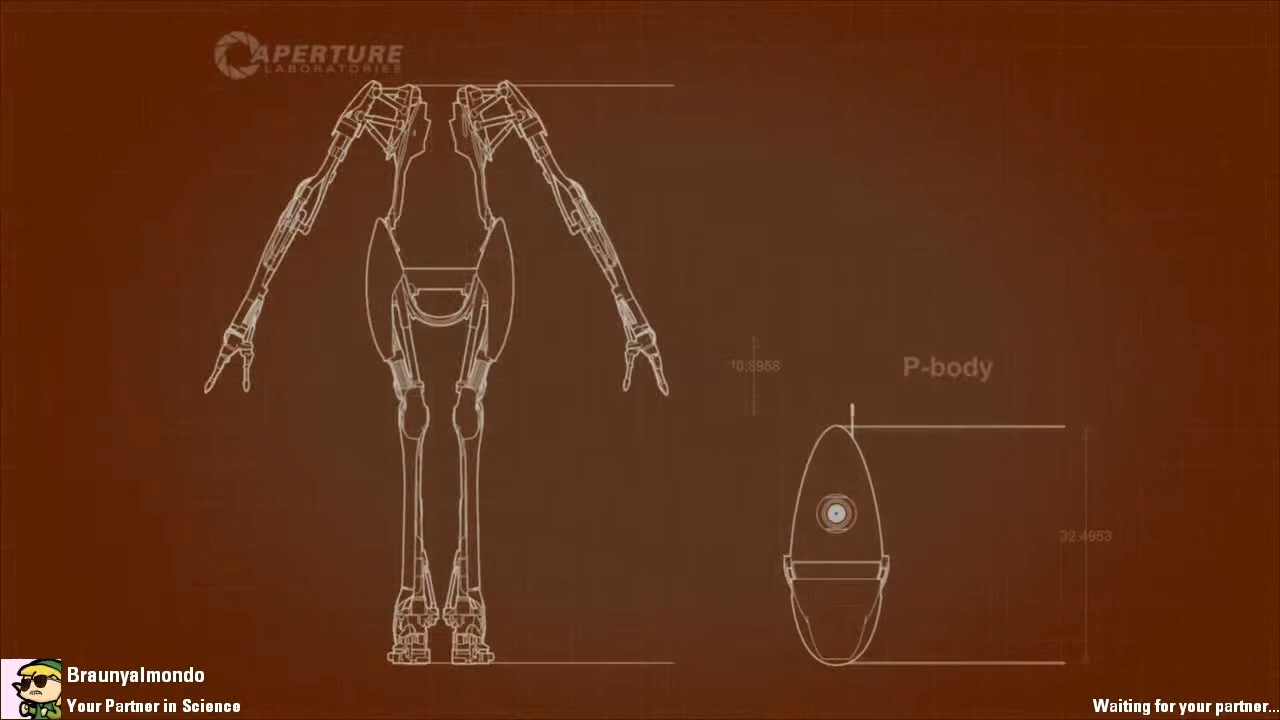 APERTURE
LABORATORIES
P-body
10.8958
32.4953
Braunyalmondo
Your Partner in Science
Waiting for your partner...